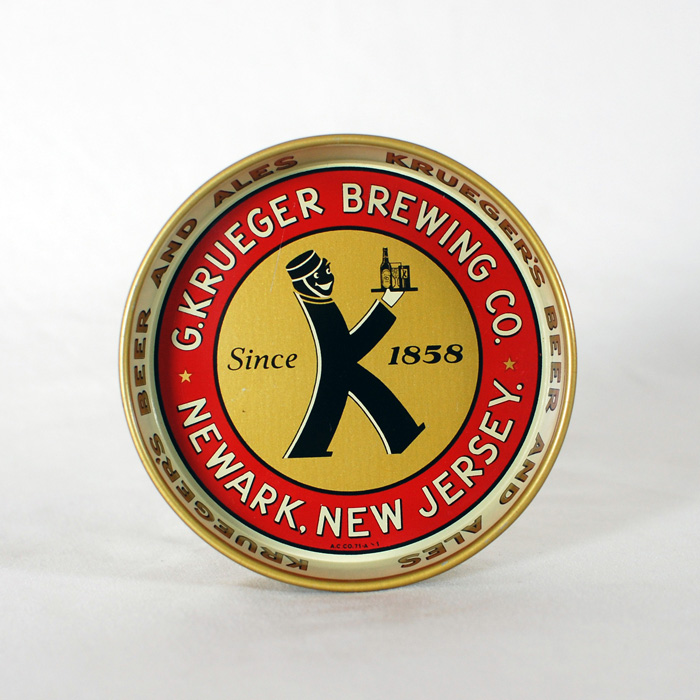 KRUEGER'S BEER AND ALES
KRUEGER'S BEER AND ALES
G. KRUEGER BREWING CO.
Since 1858
NEWARK, NEW JERSEY.